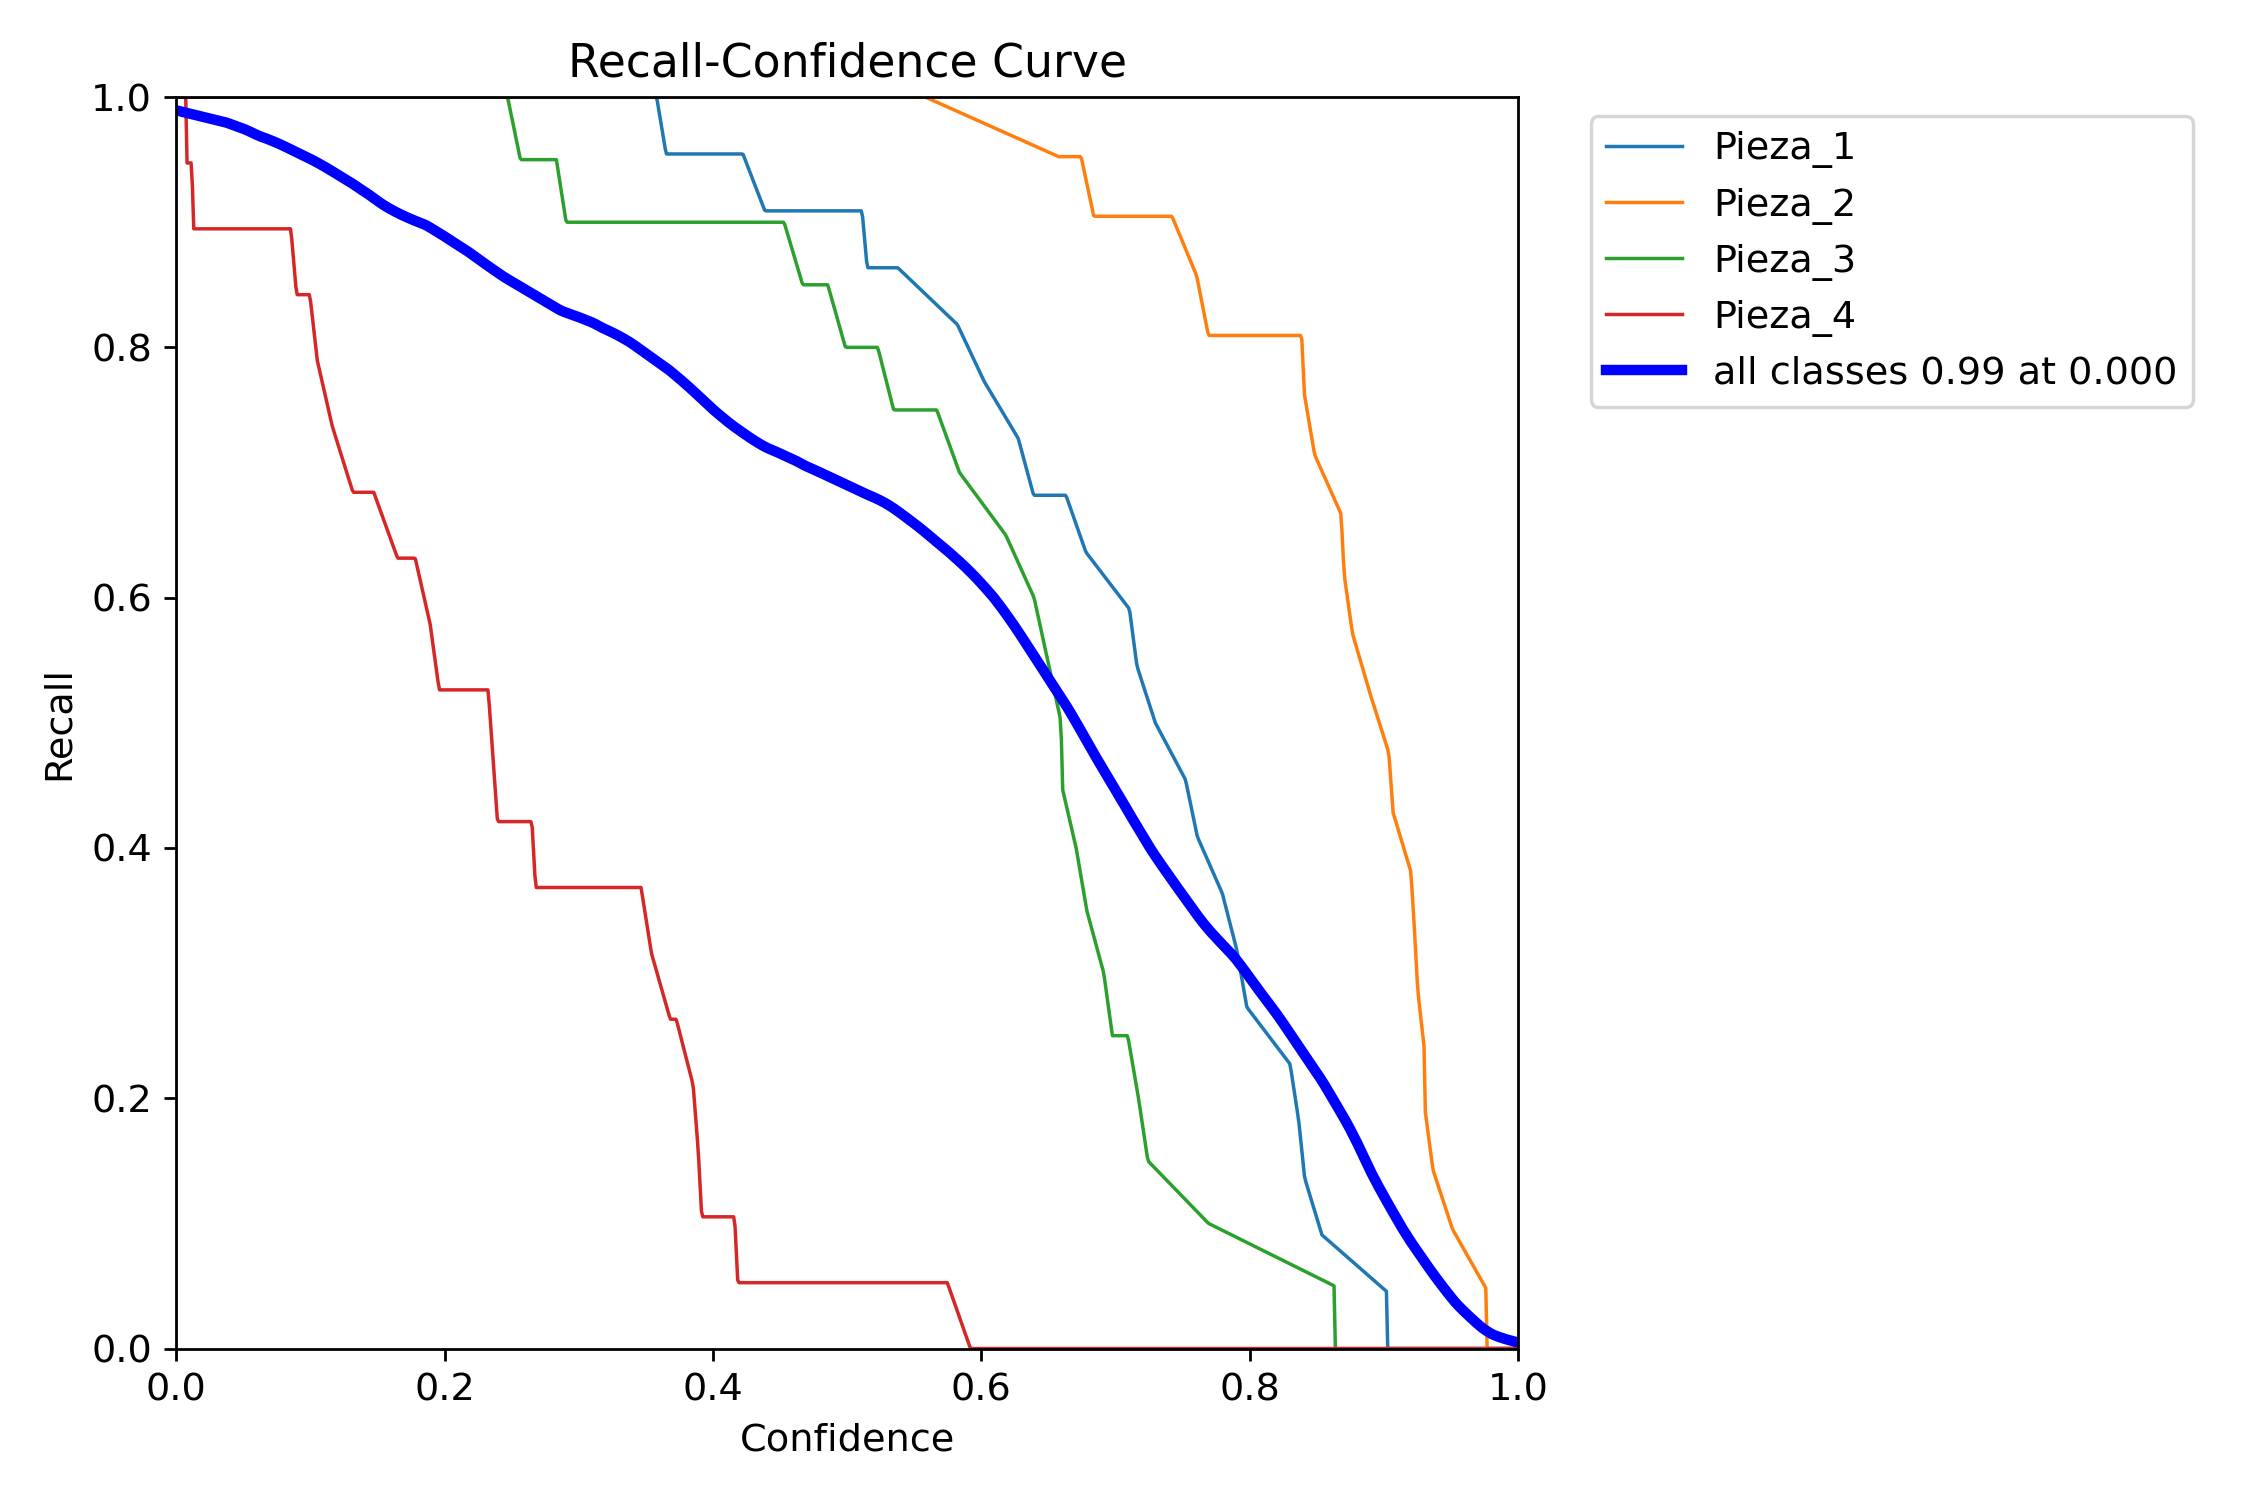 Recall-Confidence Curve
1.0
0.8
0.6
0.4
0.2
0.0
Recall
0.0 0.2 0.4 0.6 0.8 1.0
Confidence
Pieza_1
Pieza_2
Pieza_3
Pieza_4
all classes 0.99 at 0.000